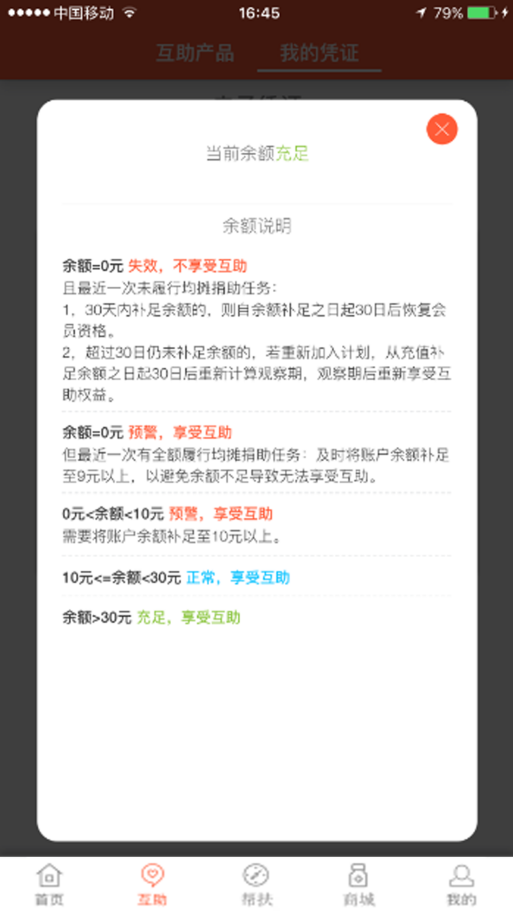 中国移动 16:45 79%
互助产品 我的凭证
当前余额充足
余额说明
余额=0元 失效，不享受互助
且最近一次未履行均摊捐助任务：
1，30天内补足余额的，则自余额补足之日起30日后恢复会
员资格。
2，超过30日仍未补足余额的，若重新加入计划，从充值补
足余额之日起30日后重新计算观察期，观察期后重新享受互
助权益。
余额=0元 预警，享受互助
但最近一次有全额履行均摊捐助任务：及时将账户余额补足
至9元以上，以避免余额不足导致无法享受互助。
0元<余额<10元 预警，享受互助
需要将账户余额补足至10元以上。
10元<=余额<30元 正常，享受互助
余额>30元 充足，享受互助
首页 互助 帮扶 商城 我的